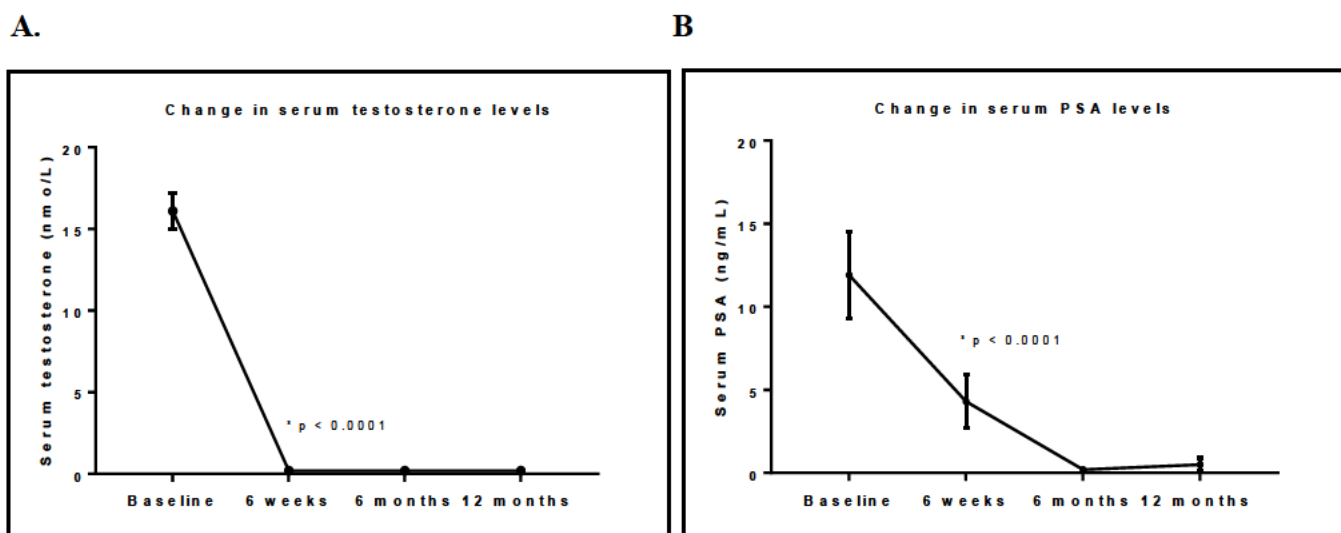 A.
B
Change in serum testosterone levels
20
15
10
5
0
Serum testosterone (nmo/L)
* p < 0.0001
Baseline 6 weeks 6 months 12 months
Change in serum PSA levels
20
15
10
5
0
Serum PSA (ng/mL)
* p < 0.0001
Baseline 6 weeks 6 months 12 months